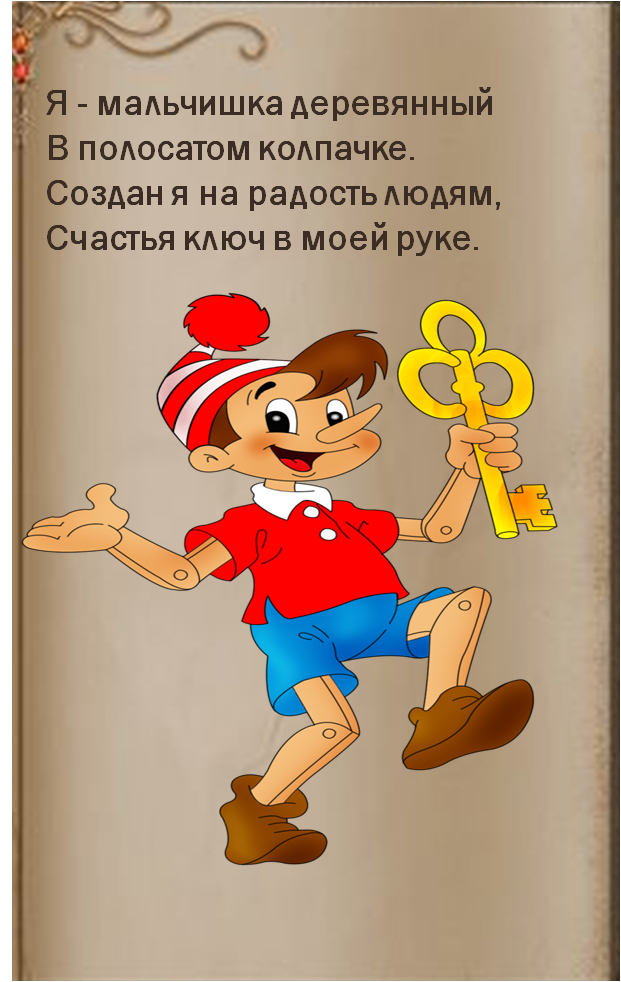 Я - мальчишка деревянный
В полосатом колпачке.
Создан я на радость людям,
Счастья ключ в моей руке.